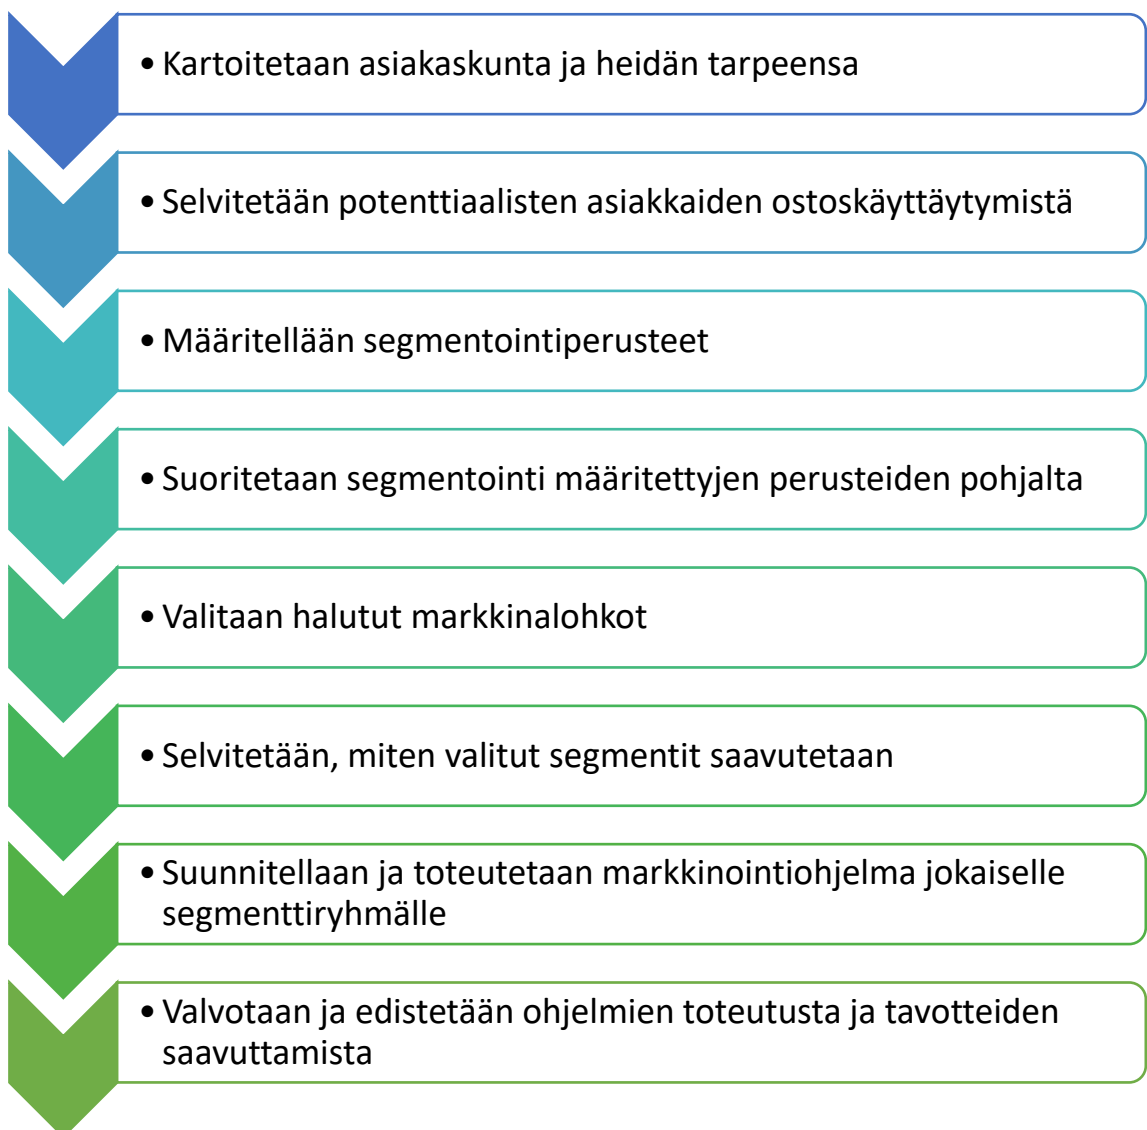 • Kartoitetaan asiakaskunta ja heidän tarpeensa
• Selvitetään potenttiaalisten asiakkaiden ostoskäyttäytymistä
• Määritellään segmentointiperusteet
• Suoritetaan segmentointi määritettyjen perusteiden pohjalta
• Valitaan halutut markkinalohkot
• Selvitetään, miten valitut segmentit saavutetaan
• Suunnitellaan ja toteutetaan markkinointiohjelma jokaiselle
segmenttiryhmälle
• Valvotaan ja edistetään ohjelmien toteutusta ja tavotteiden
saavuttamista